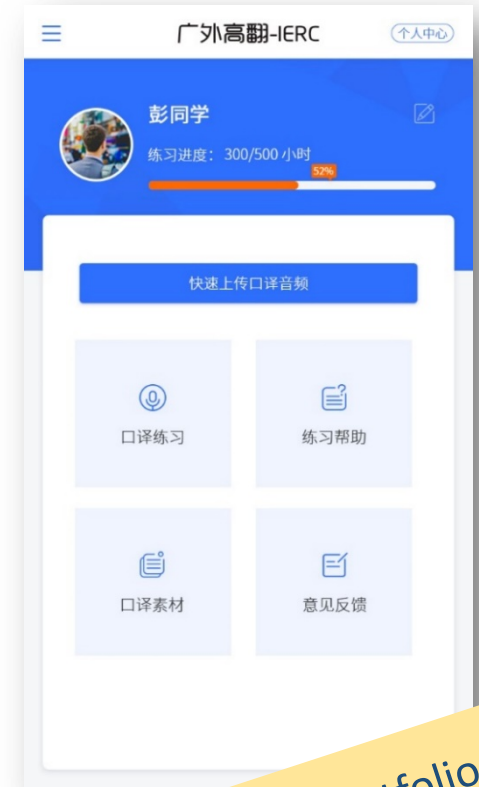 广外高翻-IERC
个人中心
彭同学
练习进度：300/500 小时
52%
快速上传口译音频
口译练习
练习帮助
口译素材
意见反馈